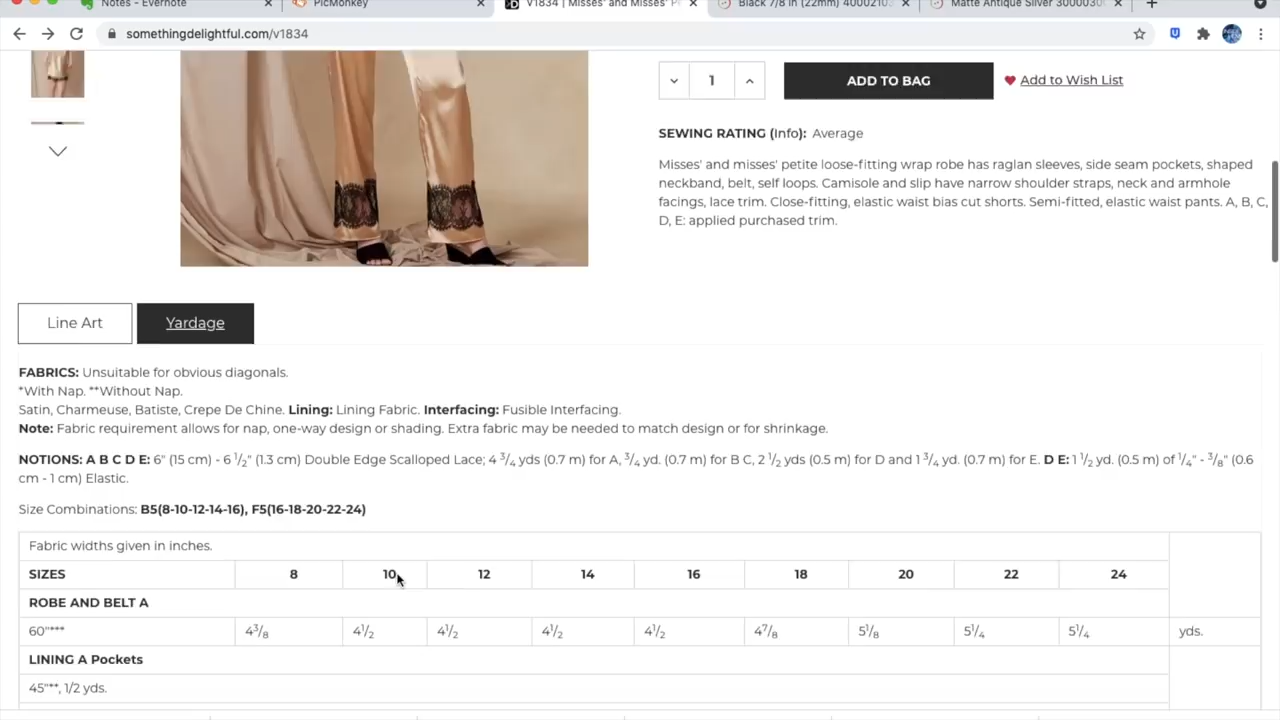 Notes - Evernote
PicMonkey
V1834 | Misses' and Misses' P
Black 7/8 in (22mm) 4000210
Matte Antique Silver 3000030
somethingdelightful.com/v1834
1
ADD TO BAG
Add to Wish List
SEWING RATING (Info): Average
Misses' and misses' petite loose-fitting wrap robe has raglan sleeves, side seam pockets, shaped
neckband, belt, self loops. Camisole and slip have narrow shoulder straps, neck and armhole
facings, lace trim. Close-fitting, elastic waist bias cut shorts. Semi-fitted, elastic waist pants. A, B, C,
D, E: applied purchased trim.
Line Art
Yardage
FABRICS: Unsuitable for obvious diagonals.
*With Nap. **Without Nap.
Satin, Charmeuse, Batiste, Crepe De Chine. Lining: Lining Fabric. Interfacing: Fusible Interfacing.
Note: Fabric requirement allows for nap, one-way design or shading. Extra fabric may be needed to match design or for shrinkage.
NOTIONS: A B C D E: 6" (15 cm) - 6 1/2" (1.3 cm) Double Edge Scalloped Lace; 4 3/4 yds (0.7 m) for A, 3/4 yd. (0.7 m) for B C, 2 1/2 yds (0.5 m) for D and 1 3/4 yd. (0.7 m) for E. D E: 1 1/2 yd. (0.5 m) of 1/4" - 3/8" (0.6
cm - 1 cm) Elastic.
Size Combinations: B5(8-10-12-14-16), F5(16-18-20-22-24)
Fabric widths given in inches.
SIZES 8 10 12 14 16 18 20 22 24
ROBE AND BELT A
60"*** 4 3/8 4 1/2 4 1/2 4 1/2 4 1/2 4 7/8 5 1/8 5 1/4 5 1/4 yds.
LINING A Pockets
45"**, 1/2 yds.